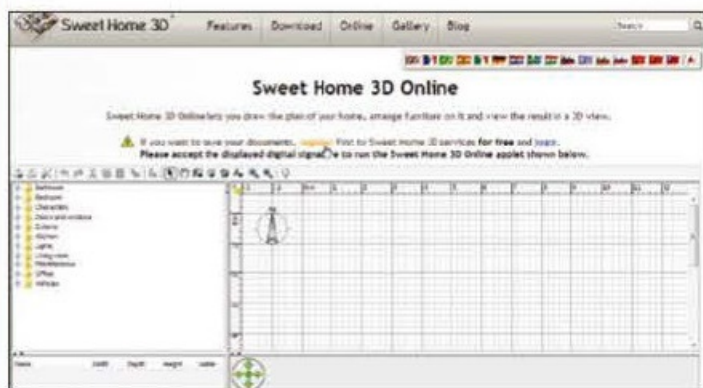 Sweet Home 3D
Features Download Online Gallery Blog Search
Sweet Home 3D Online
Sweet Home 3D Online lets you draw the plan of your home, arrange furniture on it and view the result in a 3D view.
If you want to save your documents, register first to Sweet Home 3D services for free and login.
Please accept the displayed digital signature to run the Sweet Home 3D Online applet shown below.
Bathroom
Bedroom
Characters
Doors and windows
Exterior
Kitchen
Lights
Living room
Miscellaneous
Office
Vehicles
Name Width Depth Height Visible